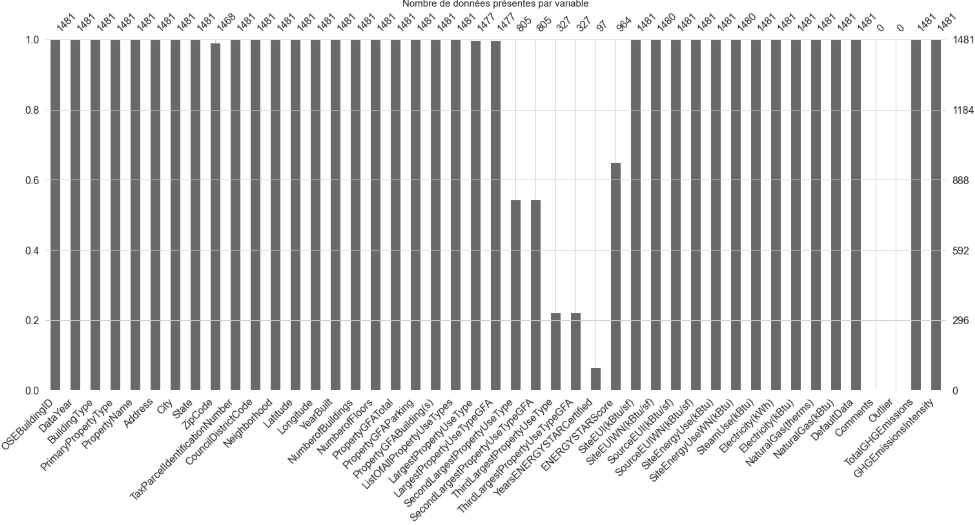 Nombre de données présentes par variable
1481 1481 1481 1481 1481 1481 1481 1481 1468 1481 1481 1481 1481 1481 1481 1481 1481 1481 1481 1481 1481 1477 1477 805 805 327 327 97 964 1481 1480 1481 1481 1481 1480 1481 1481 1481 1481 1481 1481 0 0 1481 1481
1.0
1481
0.8
1184
0.6
888
0.4
592
0.2
296
0.0
0
OSEBuildingID
DataYear
BuildingType
PrimaryPropertyType
PropertyName
Address
City
State
ZipCode
TaxParcelIdentificationNumber
CouncilDistrictCode
Neighborhood
Latitude
Longitude
YearBuilt
NumberofBuildings
NumberofFloors
PropertyGFATotal
PropertyGFAParking
PropertyGFABuilding(s)
ListOfAllPropertyUseTypes
LargestPropertyUseType
LargestPropertyUseTypeGFA
SecondLargestPropertyUseType
SecondLargestPropertyUseTypeGFA
ThirdLargestPropertyUseType
ThirdLargestPropertyUseTypeGFA
YearsENERGYSTARCertified
ENERGYSTARScore
SiteEUI(kBtu/sf)
SiteEUIWN(kBtu/sf)
SourceEUI(kBtu/sf)
SourceEUIWN(kBtu/sf)
SiteEnergyUse(kBtu)
SiteEnergyUseWN(kBtu)
SteamUse(kBtu)
Electricity(kWh)
Electricity(kBtu)
NaturalGas(therms)
NaturalGas(kBtu)
DefaultData
Comments
Outlier
TotalGHGEmissions
GHGEmissionsIntensity